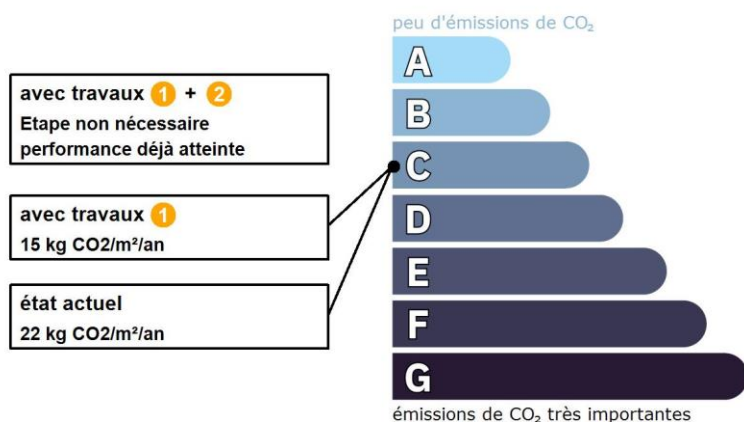 peu d'émissions de CO₂
avec travaux 1 + 2
Etape non nécessaire
performance déjà atteinte
avec travaux 1
15 kg CO2/m²/an
état actuel
22 kg CO2/m²/an
A
B
C
D
E
F
G
émissions de CO₂ très importantes